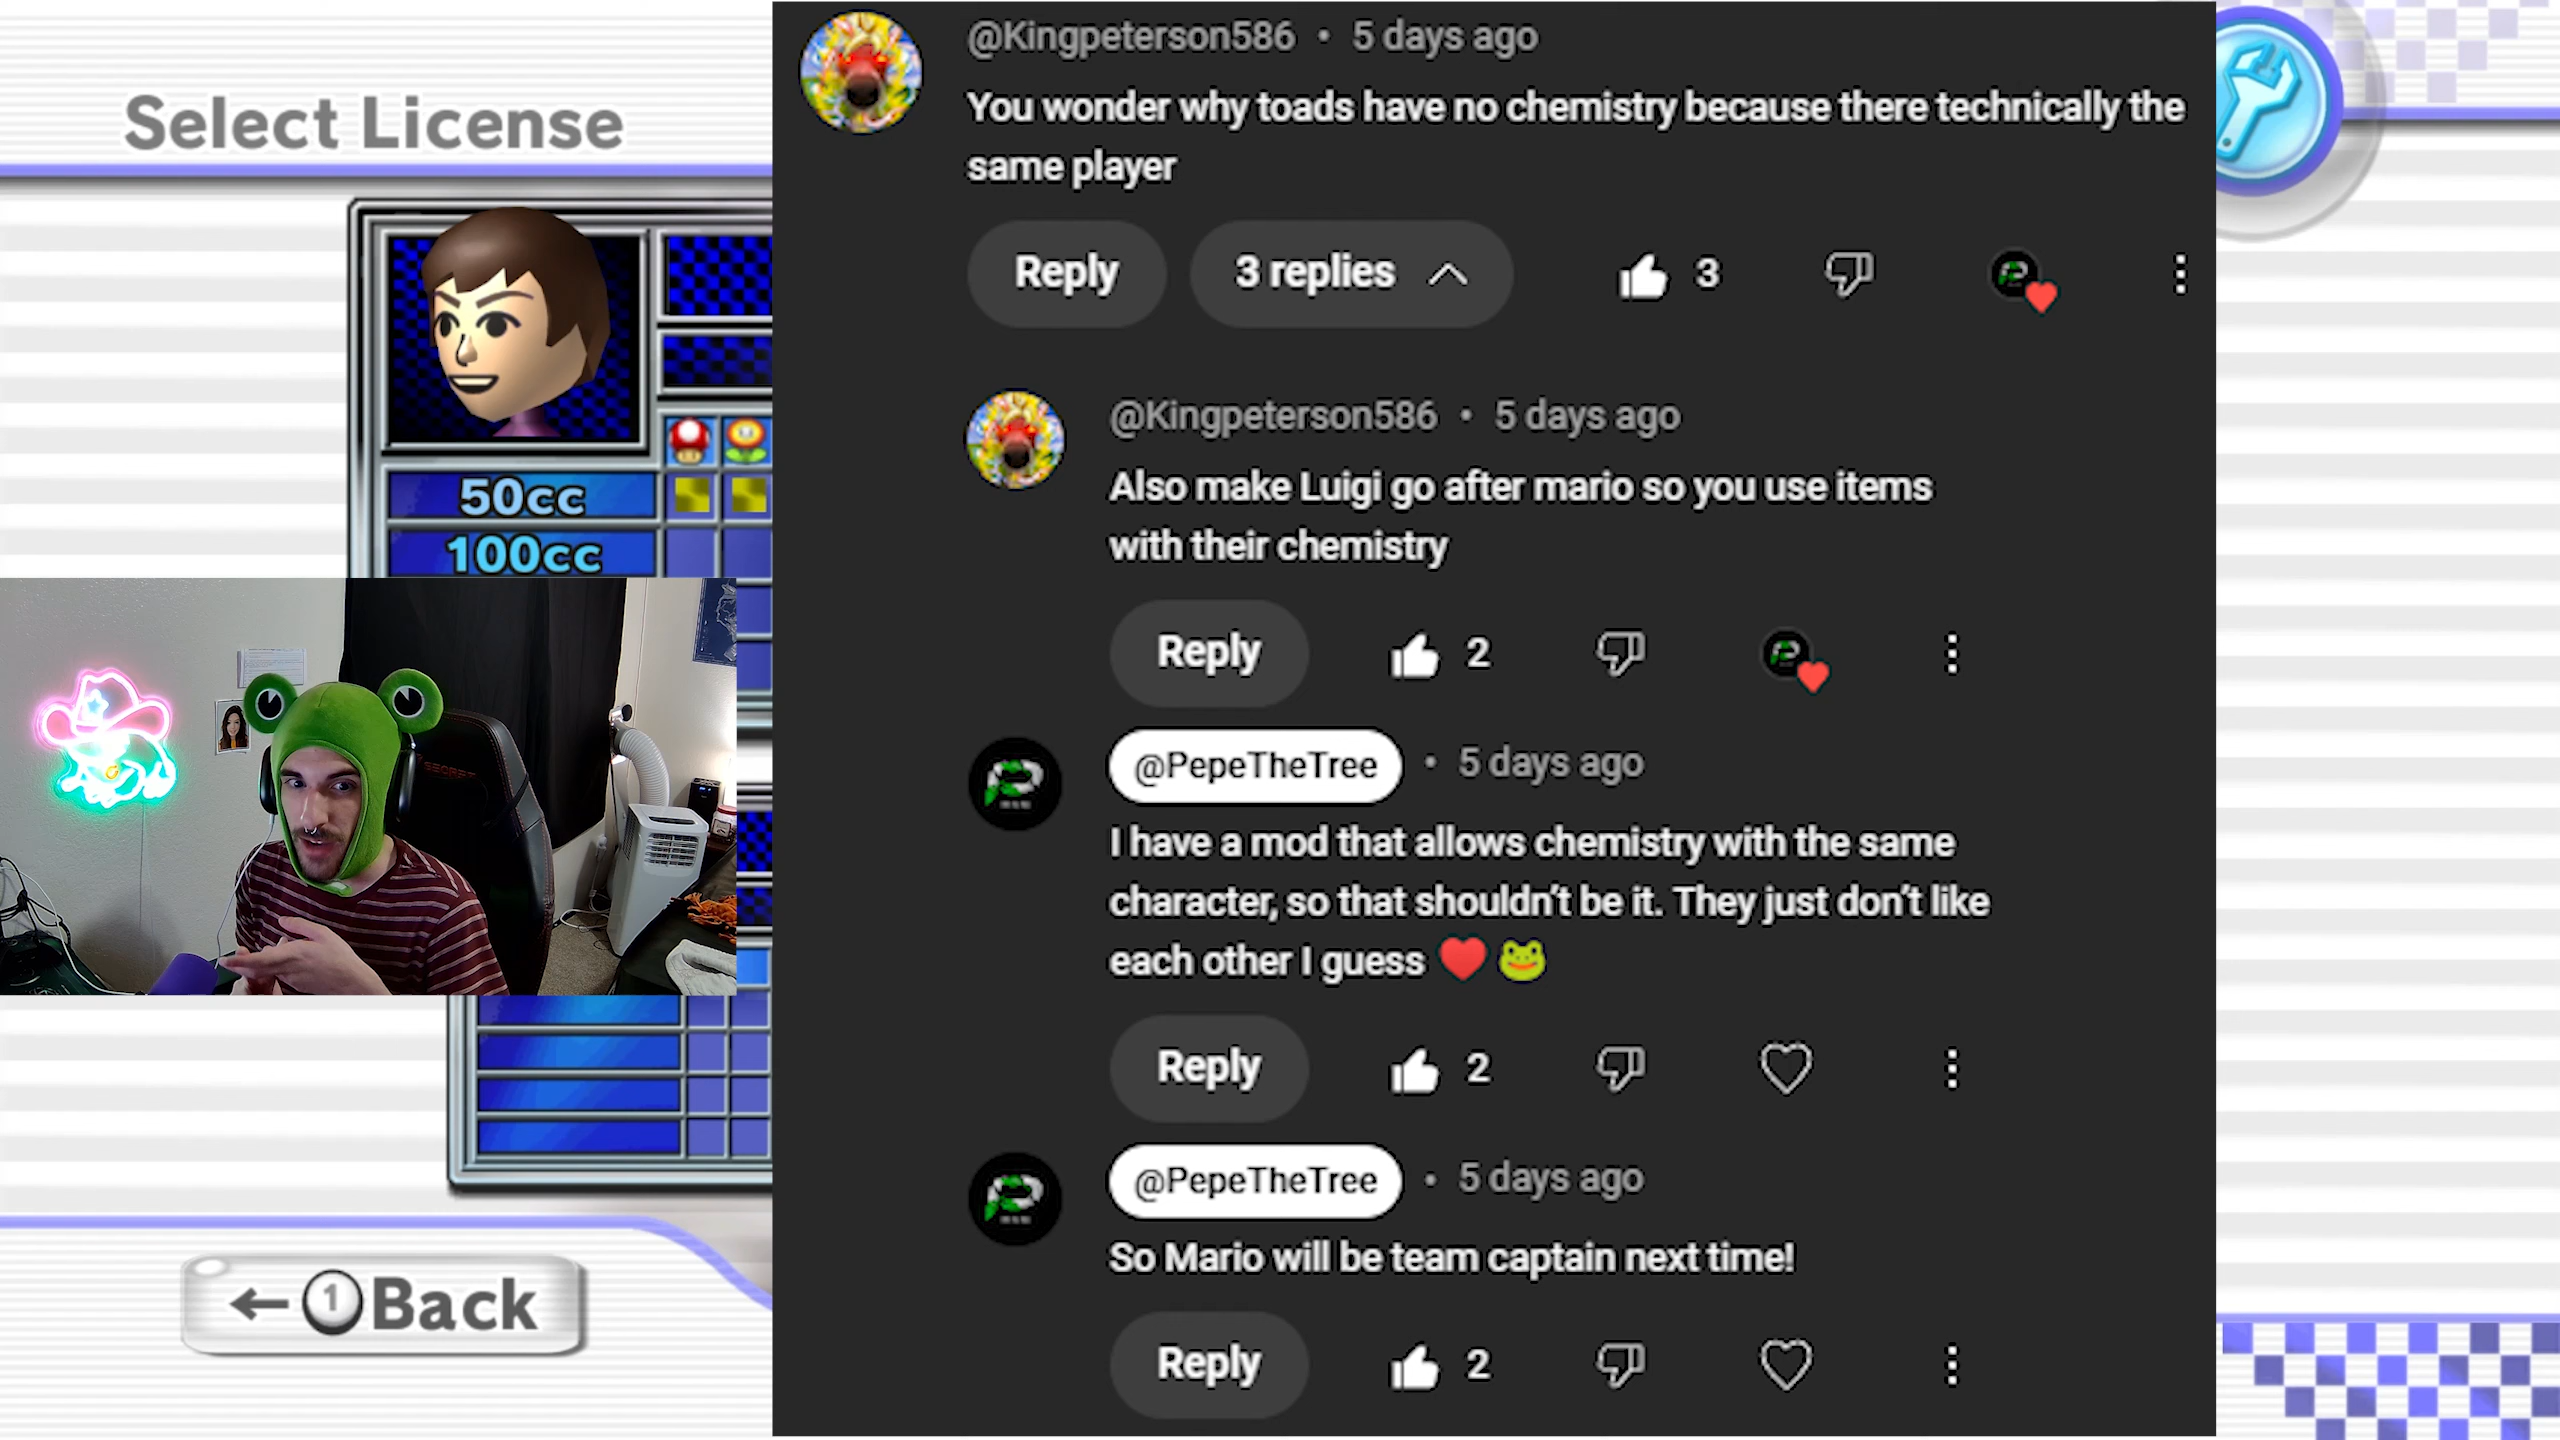 Select License
50cc
100cc
Back
1
@Kingpeterson586 • 5 days ago
You wonder why toads have no chemistry because there technically the
same player
Reply
3 replies
3
@Kingpeterson586 • 5 days ago
Also make Luigi go after mario so you use items
with their chemistry
Reply
2
@PepeTheTree • 5 days ago
I have a mod that allows chemistry with the same
character, so that shouldn't be it. They just don't like
each other I guess ❤️ 🐸
Reply
2
@PepeTheTree • 5 days ago
So Mario will be team captain next time!
Reply
2